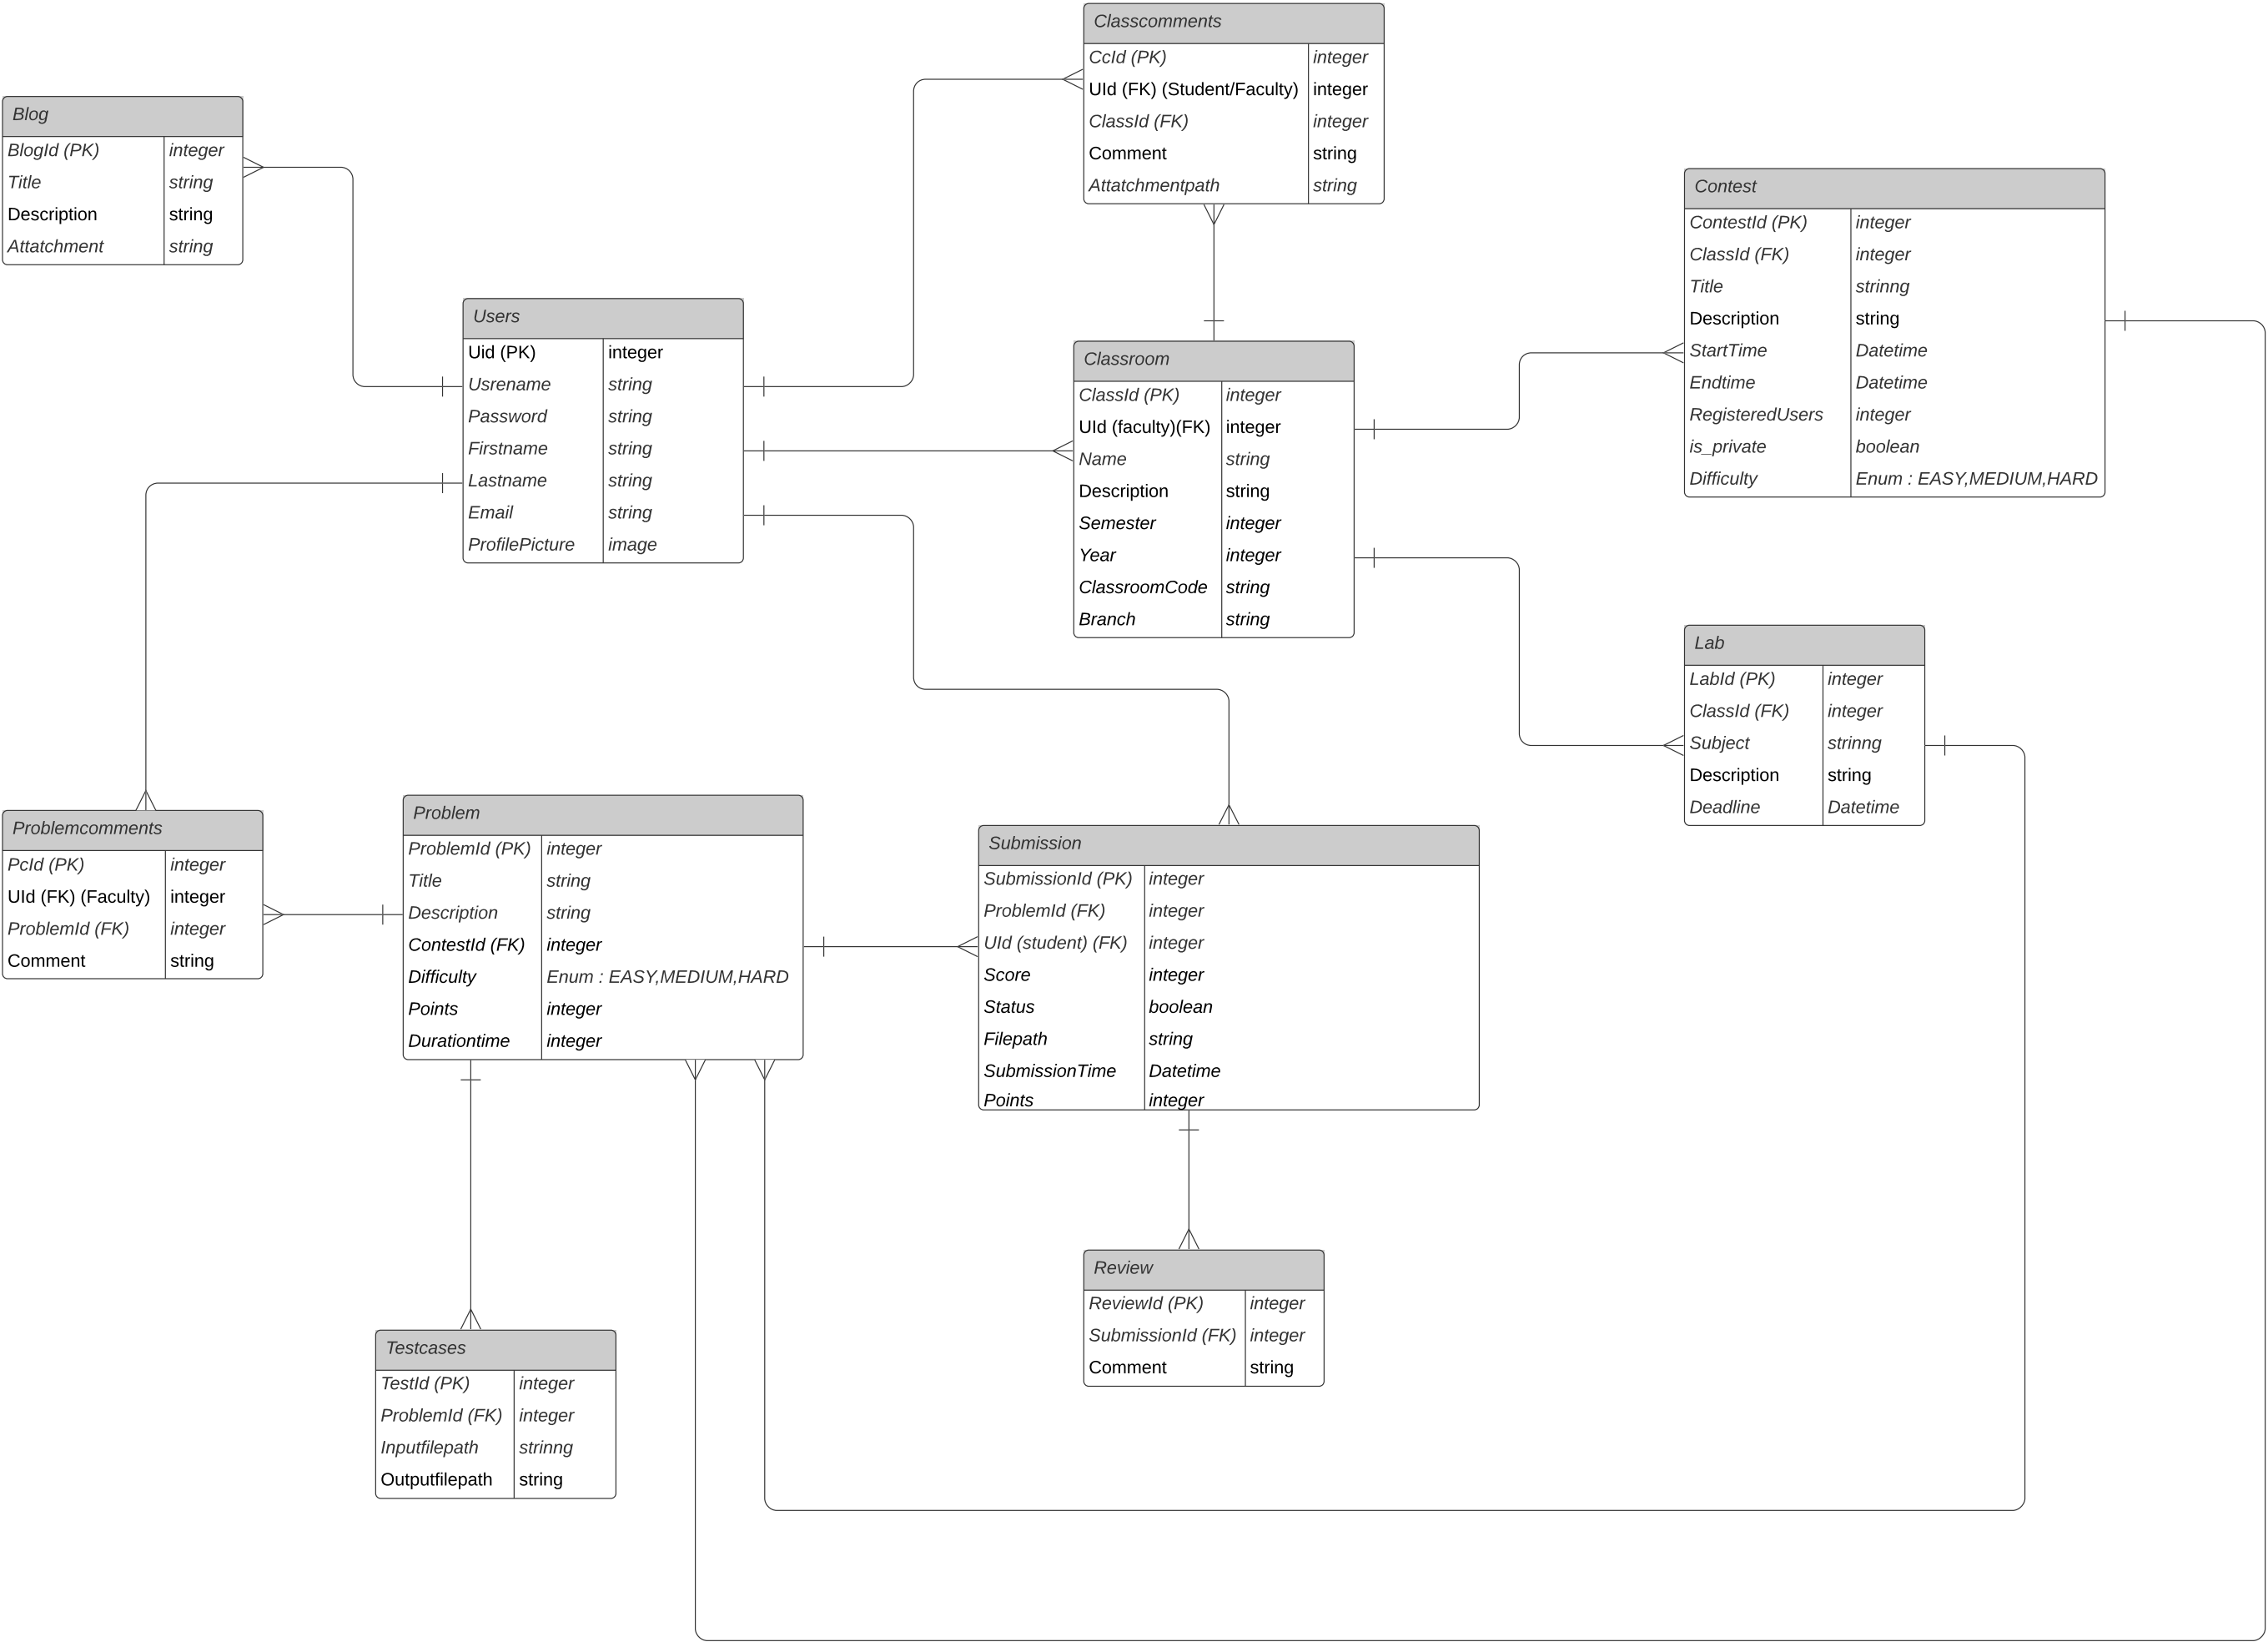 Classcomments
CcId (PK) integer
UId (FK) (Student/Faculty) integer
ClassId (FK) integer
Comment string
Attatchmentpath string
Blog
BlogId (PK) integer
Title string
Description string
Attatchment string
Contest
ContestId (PK) integer
ClassId (FK) integer
Title strinng
Description string
StartTime Datetime
Endtime Datetime
RegisteredUsers integer
is_private boolean
Difficulty Enum : EASY,MEDIUM,HARD
Users
Uid (PK) integer
Usrename string
Password string
Firstname string
Lastname string
Email string
ProfilePicture image
Classroom
ClassId (PK) integer
UId (faculty)(FK) integer
Name string
Description string
Semester integer
Year integer
ClassroomCode string
Branch string
Lab
LabId (PK) integer
ClassId (FK) integer
Subject strinng
Description string
Deadline Datetime
Problemcomments
PcId (PK) integer
UId (FK) (Faculty) integer
ProblemId (FK) integer
Comment string
Problem
ProblemId (PK) integer
Title string
Description string
ContestId (FK) integer
Difficulty Enum : EASY,MEDIUM,HARD
Points integer
Durationtime integer
Submission
SubmissionId (PK) integer
ProblemId (FK) integer
UId (student) (FK) integer
Score integer
Status boolean
Filepath string
SubmissionTime Datetime
Points integer
Review
ReviewId (PK) integer
SubmissionId (FK) integer
Comment string
Testcases
TestId (PK) integer
ProblemId (FK) integer
Inputfilepath strinng
Outputfilepath string